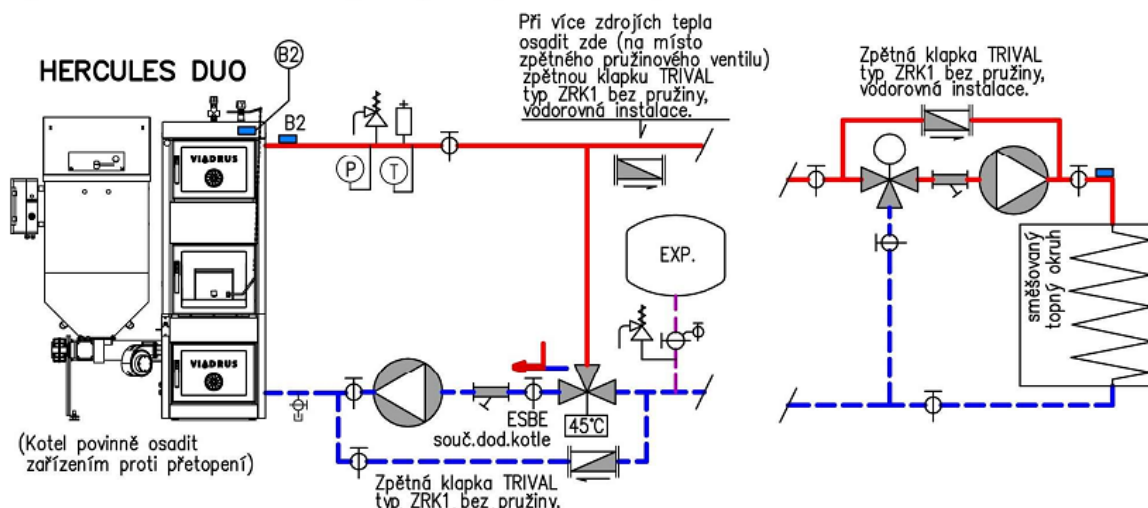 Při více zdrojích tepla
osadit zde (na místo
zpětného pružinového ventilu)
zpětnou klapku TRIVAL
typ ZRK1 bez pružiny,
vodorovná instalace.
Zpětná klapka TRIVAL
typ ZRK1 bez pružiny,
vodorovná instalace.
HERCULES DUO
B2
B2
P
T
VIADRUS
EXP.
směšovaný
topný okruh
VIADRUS
ESBE
souč.dod.kotle
45°C
(Kotel povinně osadit
zařízením proti přetopení)
Zpětná klapka TRIVAL
typ ZRK1 bez pružiny,